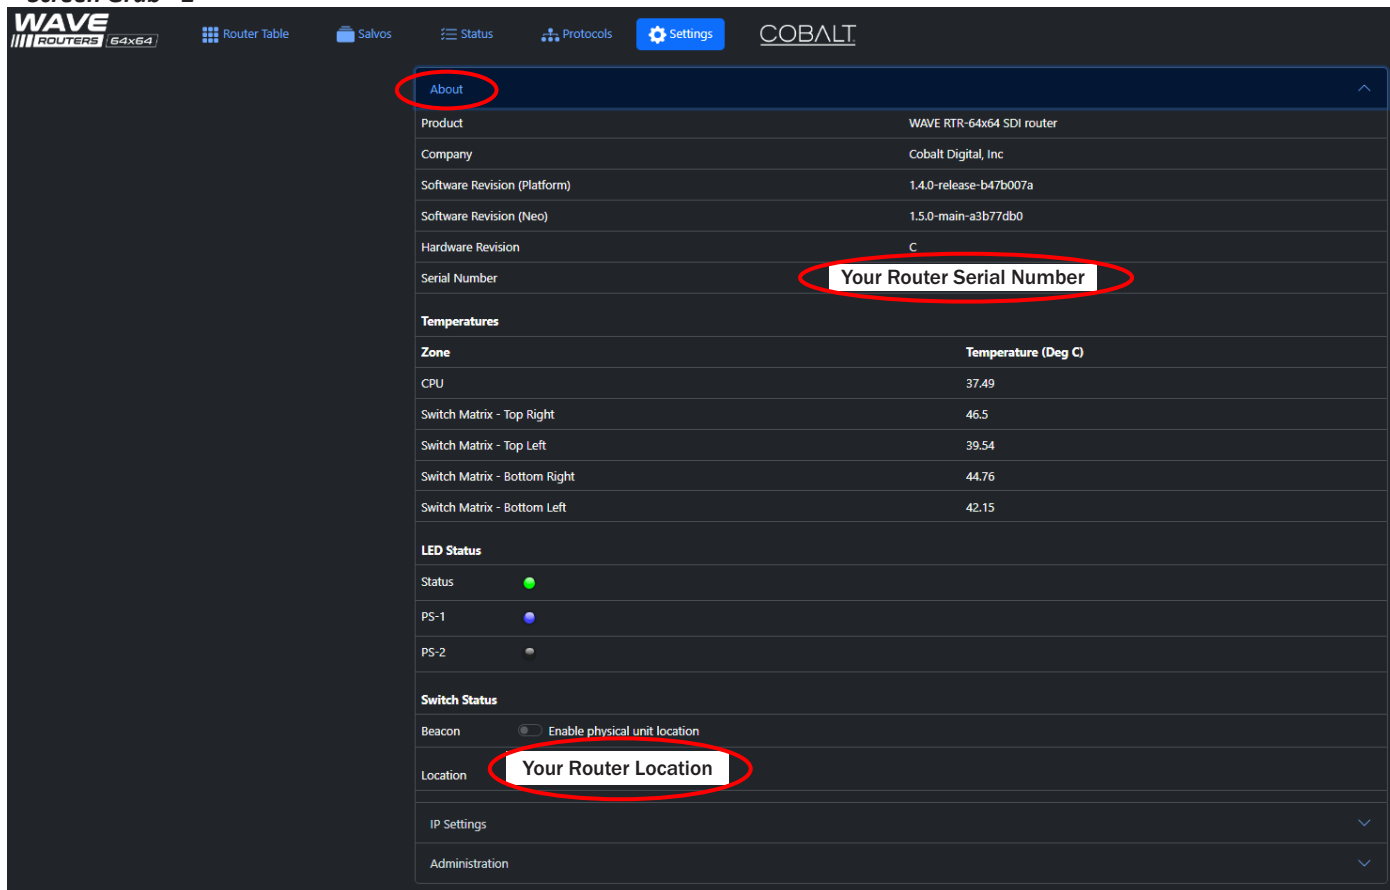 Screen Grab - 2
WAVE
ROUTERS 64x64
Router Table Salvos Status Protocols Settings COBALT
About
Product WAVE RTR-64x64 SDI router
Company Cobalt Digital, Inc
Software Revision (Platform) 1.4.0-release-b47b007a
Software Revision (Neo) 1.5.0-main-a3b77db0
Hardware Revision C
Serial Number Your Router Serial Number
Temperatures
Zone Temperature (Deg C)
CPU 37.49
Switch Matrix - Top Right 46.5
Switch Matrix - Top Left 39.54
Switch Matrix - Bottom Right 44.76
Switch Matrix - Bottom Left 42.15
LED Status
Status
PS-1
PS-2
Switch Status
Beacon Enable physical unit location
Location Your Router Location
IP Settings
Administration